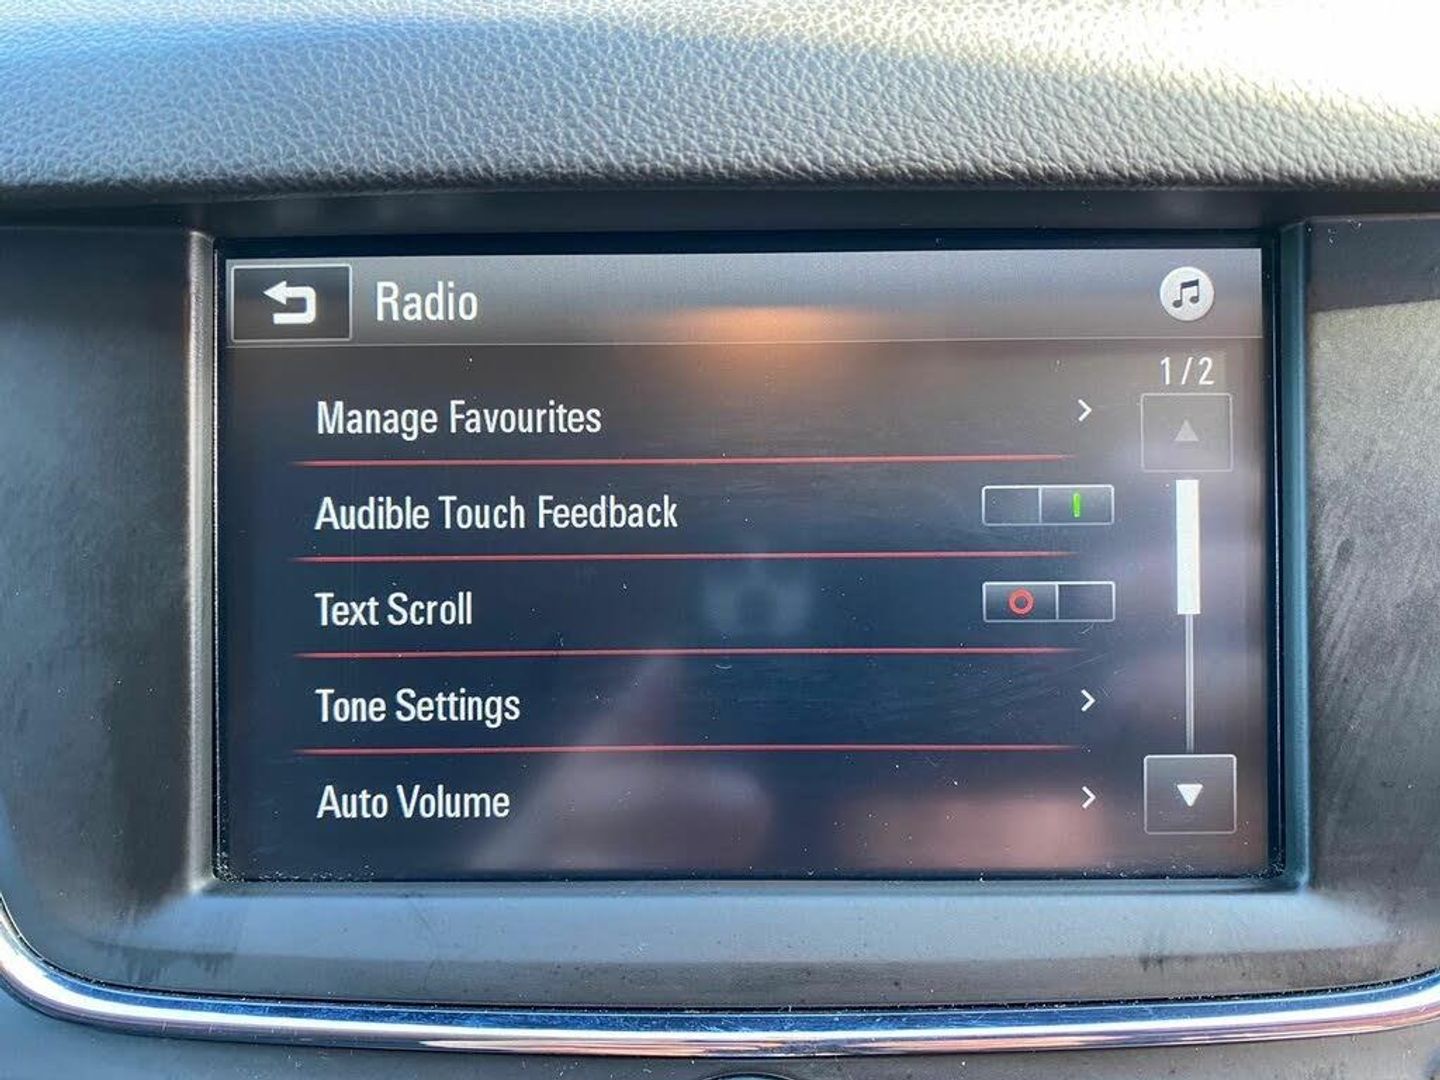 Radio
1/2
Manage Favourites
Audible Touch Feedback
Text Scroll
Tone Settings
Auto Volume